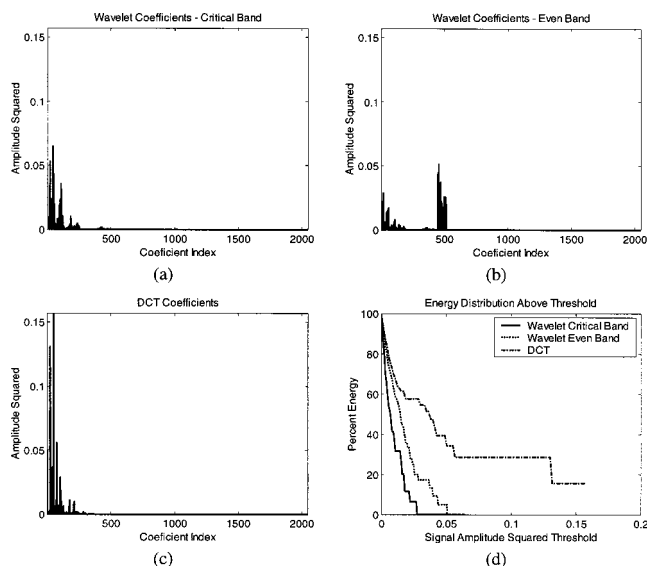 Wavelet Coefficients - Critical Band
0.15
0.1
0.05
0
Amplitude Squared
500
1000
1500
2000
Coeficient Index
(a)
Wavelet Coefficients - Even Band
0.15
0.1
0.05
0
Amplitude Squared
500
1000
1500
2000
Coeficient Index
(b)
DCT Coefficients
0.15
0.1
0.05
0
Amplitude Squared
500
1000
1500
2000
Coeficient Index
(c)
Energy Distribution Above Threshold
Wavelet Critical Band
Wavelet Even Band
DCT
100
80
60
40
20
0
Percent Energy
0
0.05
0.1
0.15
0.2
Signal Amplitude Squared Threshold
(d)